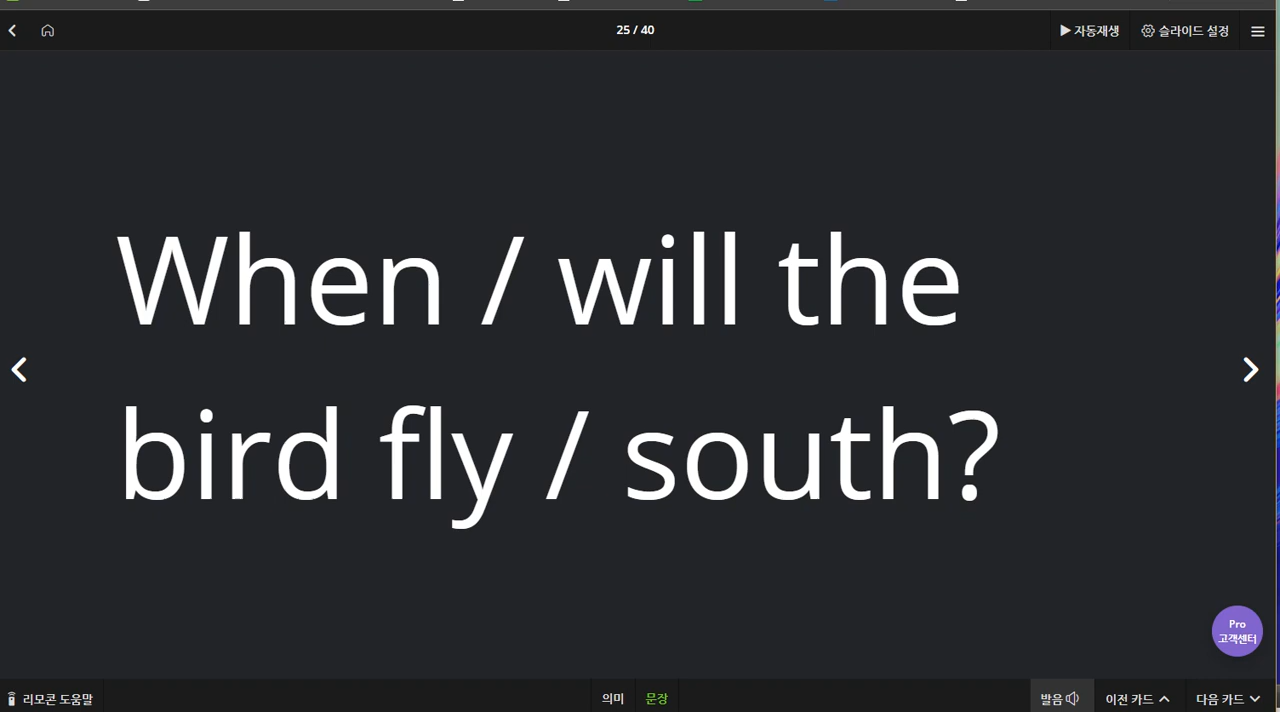 25 / 40
자동재생
슬라이드 설정
When / will the
bird fly / south?
Pro
고객센터
리모콘 도움말
의미
문장
발음
이전 카드
다음 카드